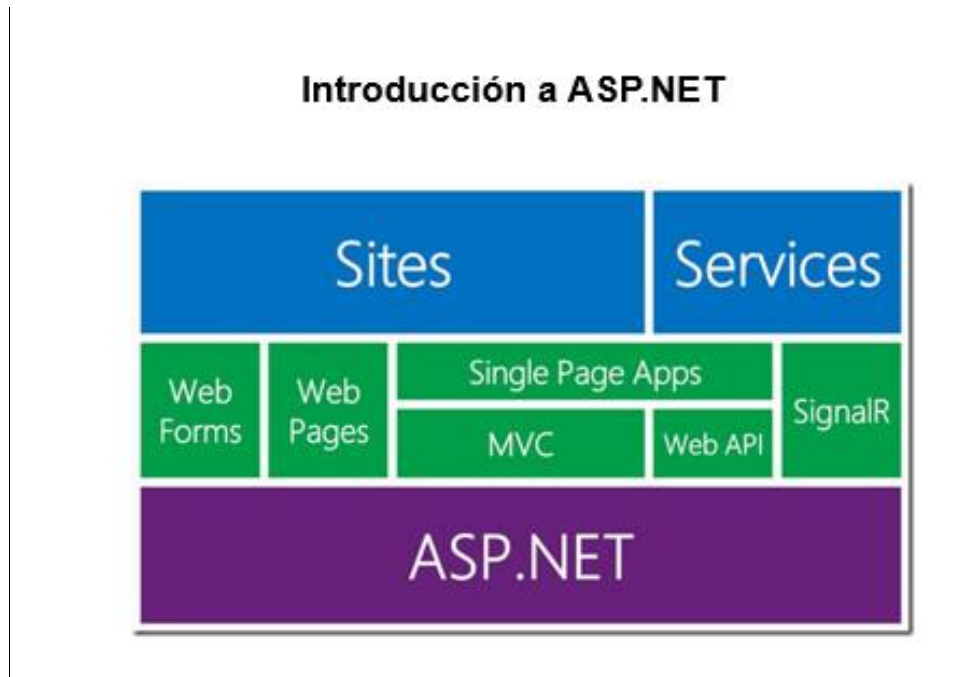 Introducción a ASP.NET
Sites
Services
Web
Forms
Web
Pages
Single Page Apps
MVC
Web API
SignalR
ASP.NET